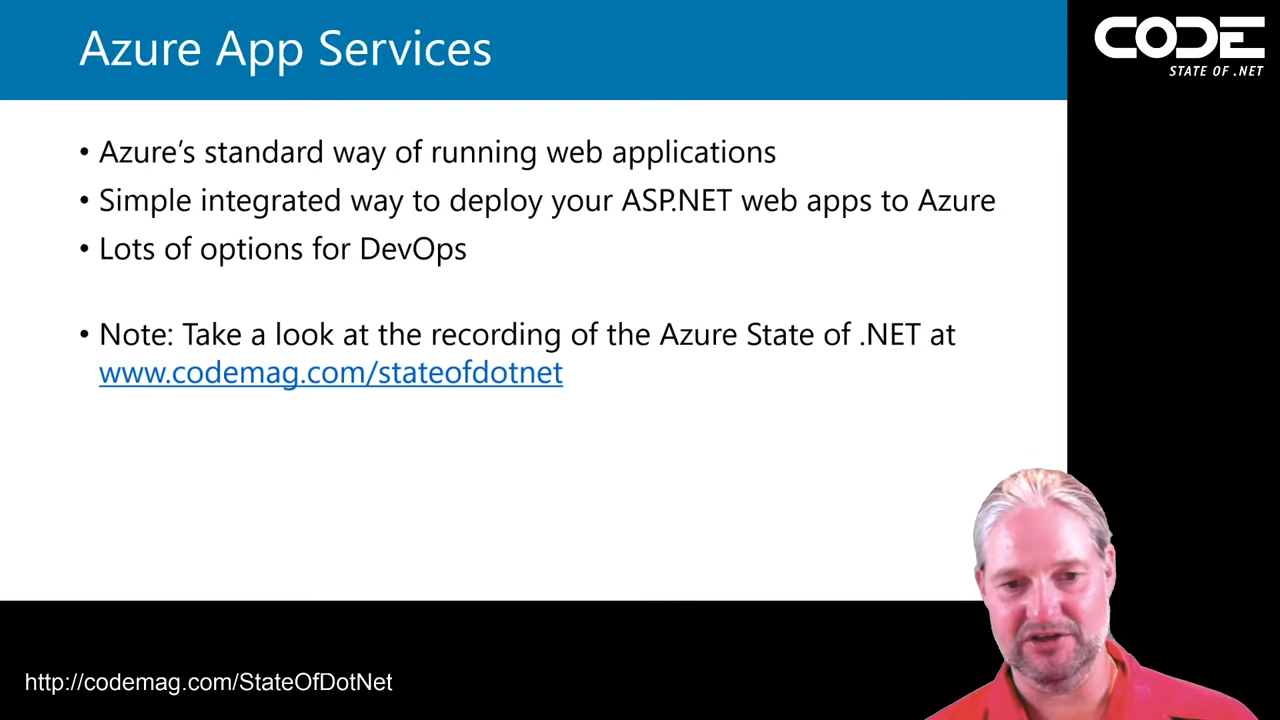 Azure App Services
CODE
STATE OF .NET
• Azure’s standard way of running web applications
• Simple integrated way to deploy your ASP.NET web apps to Azure
• Lots of options for DevOps
• Note: Take a look at the recording of the Azure State of .NET at
www.codemag.com/stateofdotnet
http://codemag.com/StateOfDotNet